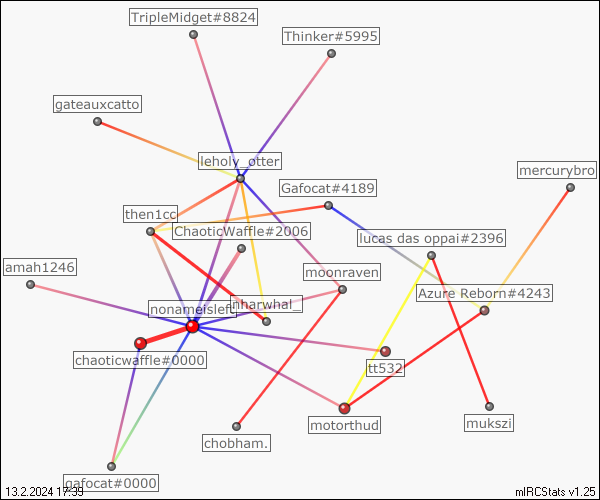 TripleMidget#8824
Thinker#5995
gateauxcatto
leholy_otter
mercurybro
Gafocat#4189
then1cc
ChaoticWaffle#2006
lucas das oppai#2396
amah1246
moonraven
Azure Reborn#4243
nonameisleft
nharwhal_
chaoticwaffle#0000
tt532
motorthud
mukszi
chobham.
gafocat#0000
13.2.2024 17:39
mIRCStats v1.25